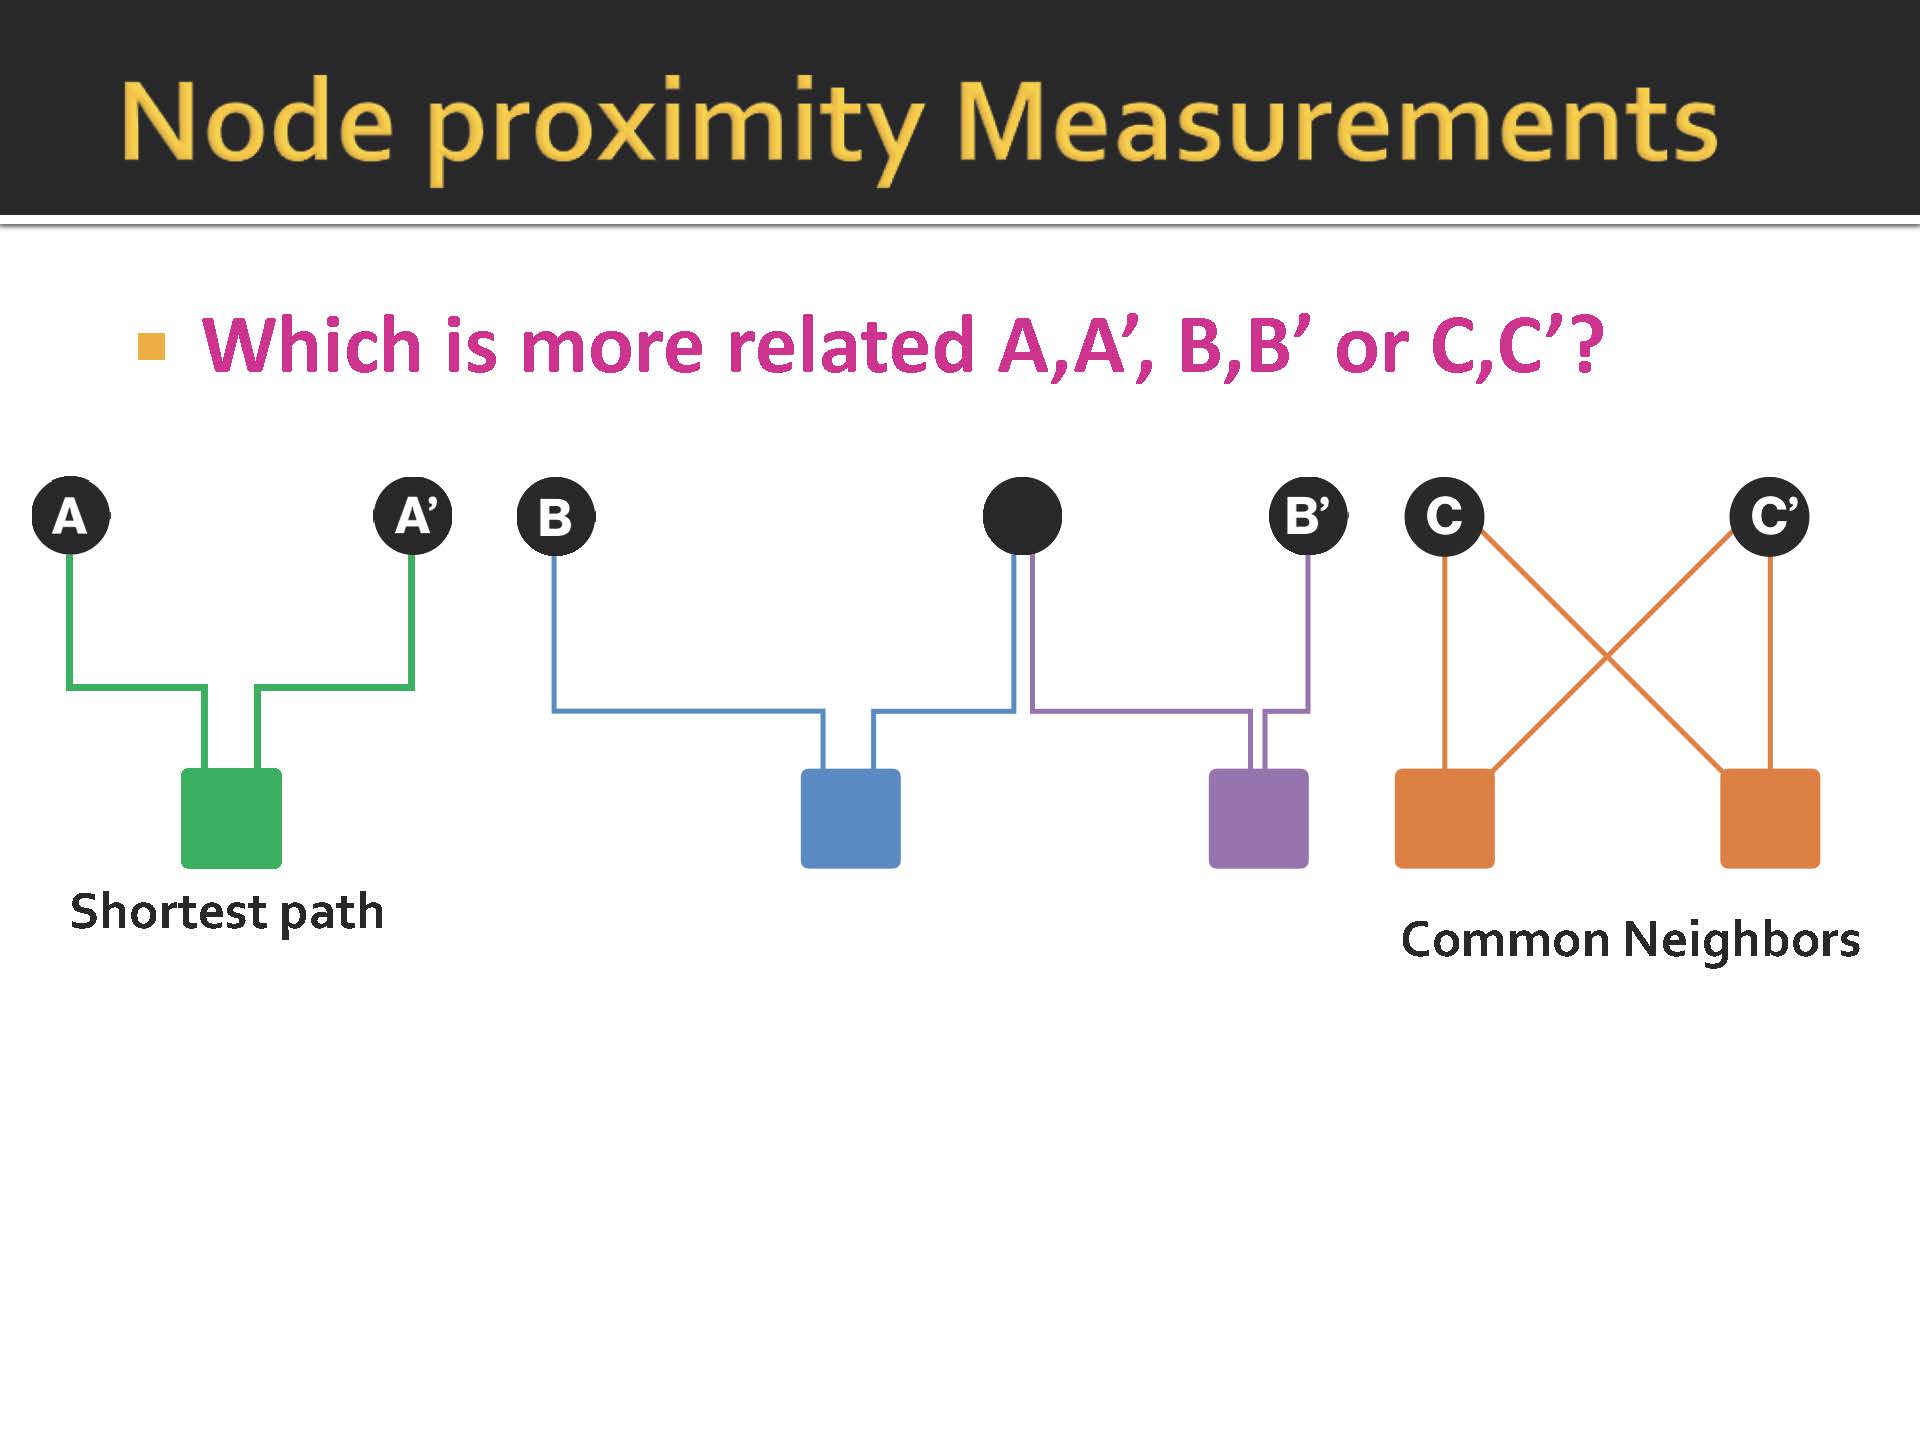 Node proximity Measurements
Which is more related A,A’, B,B’ or C,C’?
A
A’
B
B’
C
C’
Shortest path
Common Neighbors